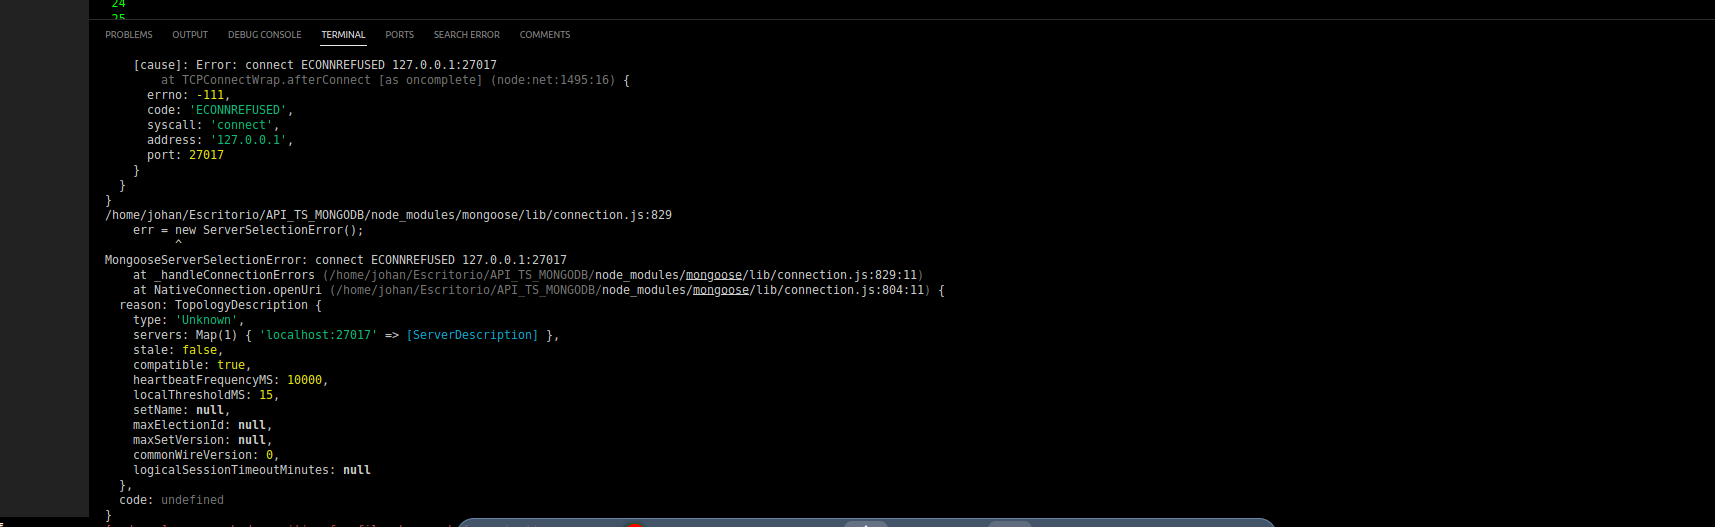 24
25
PROBLEMS OUTPUT DEBUG CONSOLE TERMINAL PORTS SEARCH ERROR COMMENTS
[cause]: Error: connect ECONNREFUSED 127.0.0.1:27017
at TCPConnectWrap.afterConnect [as oncomplete] (node:net:1495:16) {
errno: -111,
code: 'ECONNREFUSED',
syscall: 'connect',
address: '127.0.0.1',
port: 27017
}
}
}
/home/johan/Escritorio/API_TS_MONGODB/node_modules/mongoose/lib/connection.js:829
err = new ServerSelectionError();
^
MongooseServerSelectionError: connect ECONNREFUSED 127.0.0.1:27017
at _handleConnectionErrors (/home/johan/Escritorio/API_TS_MONGODB/node_modules/mongoose/lib/connection.js:829:11)
at NativeConnection.openUri (/home/johan/Escritorio/API_TS_MONGODB/node_modules/mongoose/lib/connection.js:804:11) {
reason: TopologyDescription {
type: 'Unknown',
servers: Map(1) { 'localhost:27017' => [ServerDescription] },
stale: false,
compatible: true,
heartbeatFrequencyMS: 10000,
localThresholdMS: 15,
setName: null,
maxElectionId: null,
maxSetVersion: null,
commonWireVersion: 0,
logicalSessionTimeoutMinutes: null
},
code: undefined
}